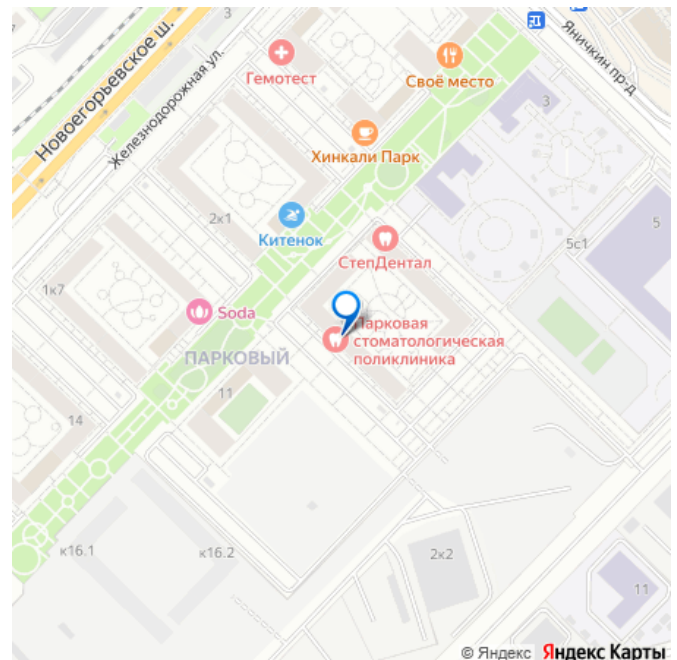 17
3
Новоегорьевское ш.
Железнодорожная ул.
Яничкин пр-д
Гемотест
Своё место
3
Хинкали Парк
2к1
Китенок
5
5с1
СтепДентал
1к7
Soda
Парковая
стоматологическая
поликлиника
ПАРКОВЫЙ
11
14
к16.1
к16.2
2к2
11
© Яндекс Яндекс Карты